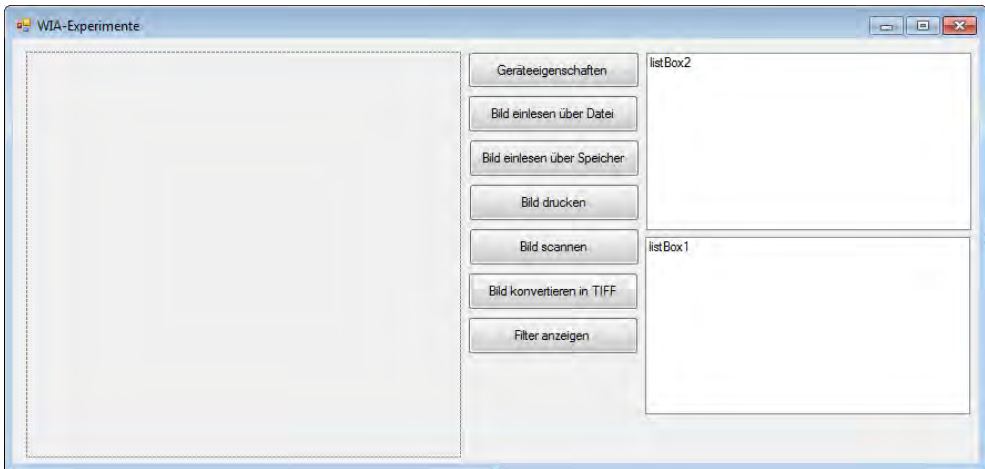 WIA-Experimente
Geräteeigenschaften
Bild einlesen über Datei
Bild einlesen über Speicher
Bild drucken
Bild scannen
Bild konvertieren in TIFF
Filter anzeigen
listBox2
listBox1